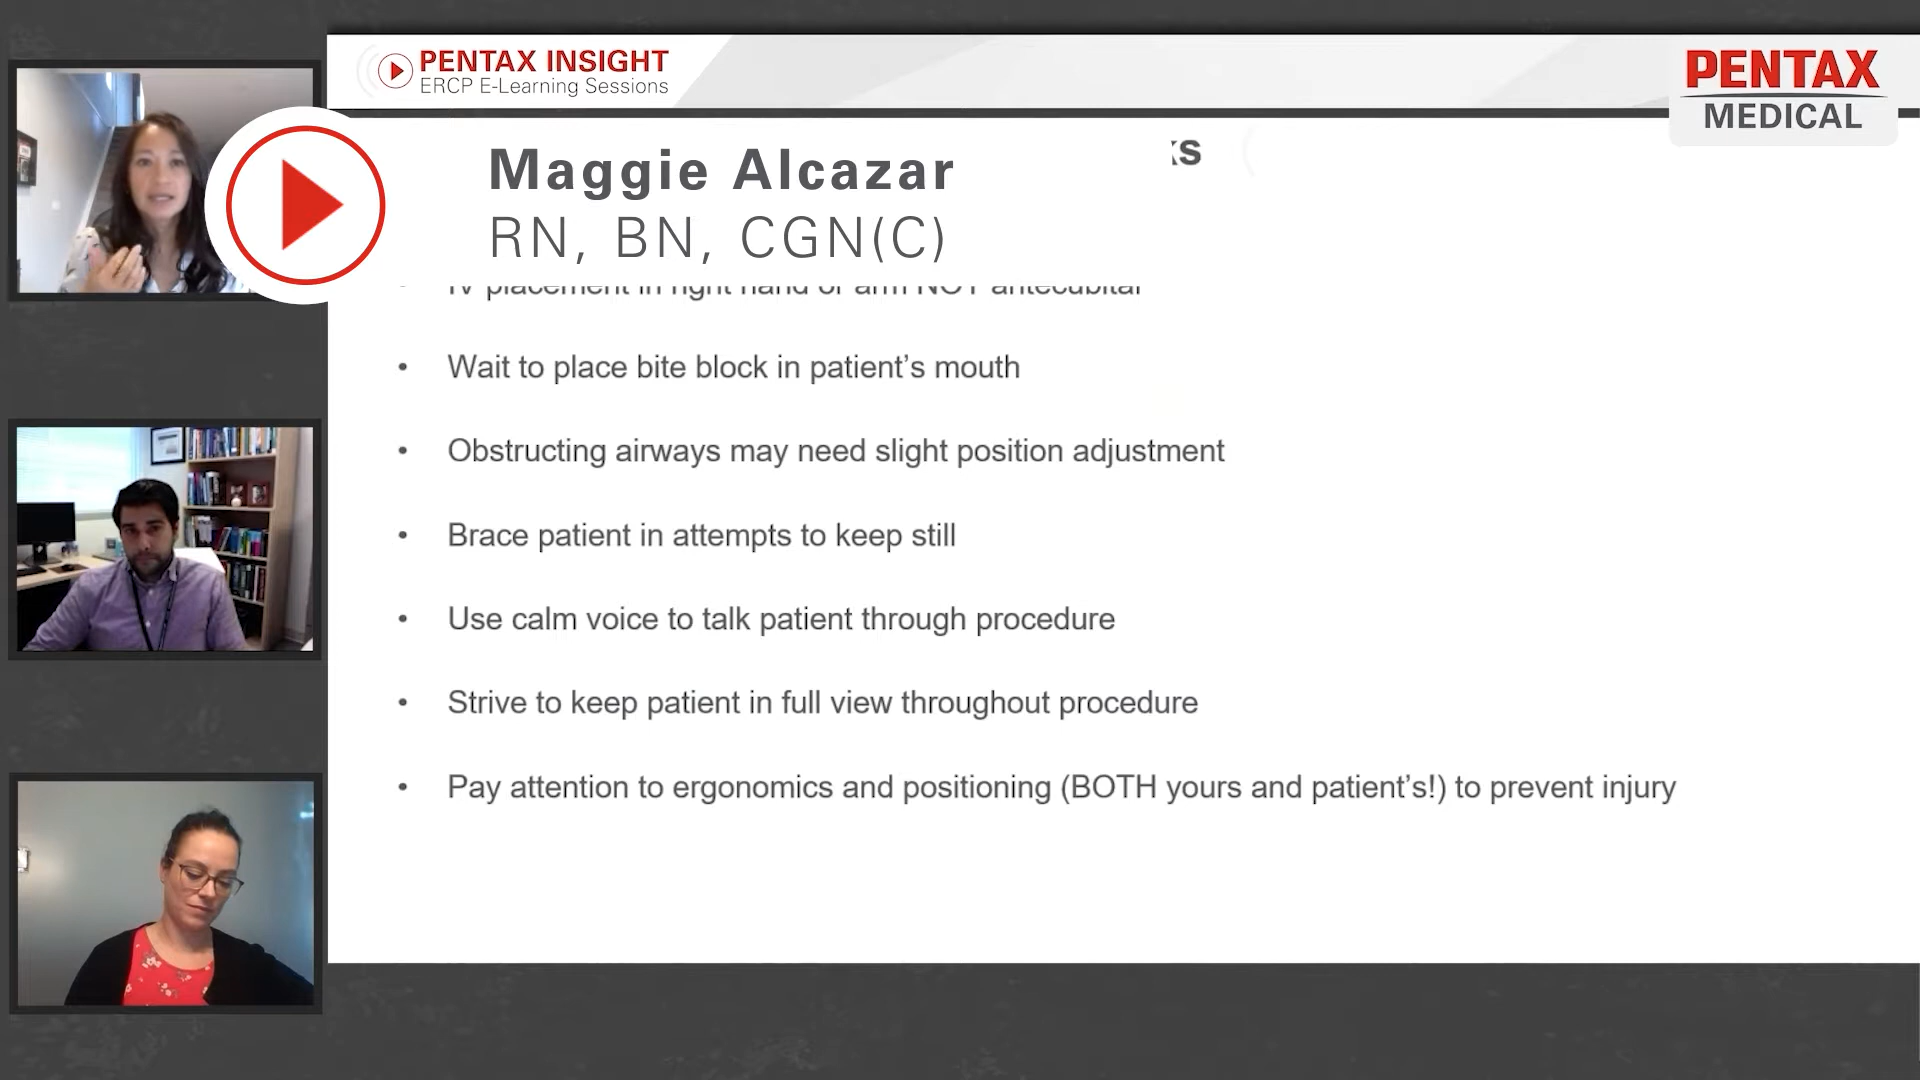 PENTAX INSIGHT
ERCP E-Learning Sessions
PENTAX
MEDICAL
Maggie Alcazar
RN, BN, CGN(C)
• IV placement in right hand or arm NOT antecubital
• Wait to place bite block in patient’s mouth
• Obstructing airways may need slight position adjustment
• Brace patient in attempts to keep still
• Use calm voice to talk patient through procedure
• Strive to keep patient in full view throughout procedure
• Pay attention to ergonomics and positioning (BOTH yours and patient’s!) to prevent injury